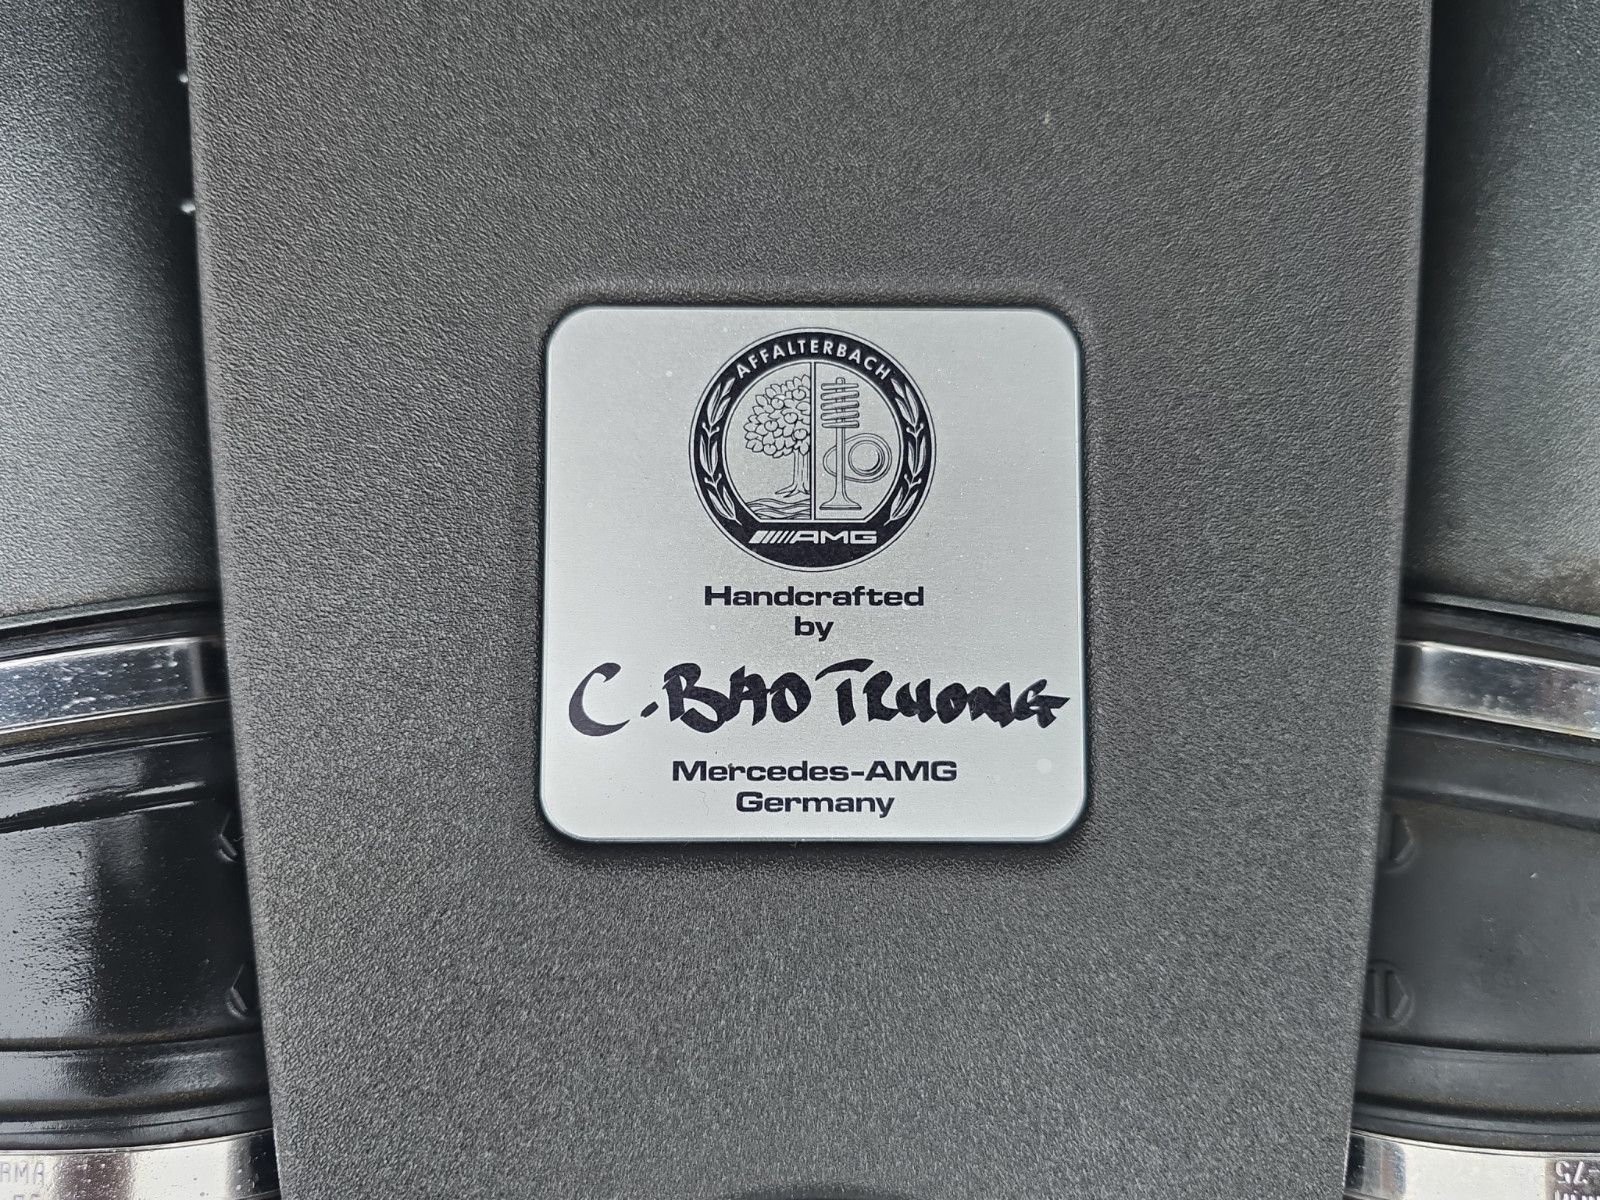 AFFALTERBACH
AMG
Handcrafted
by
C. BAO TRUONG
Mercedes-AMG
Germany